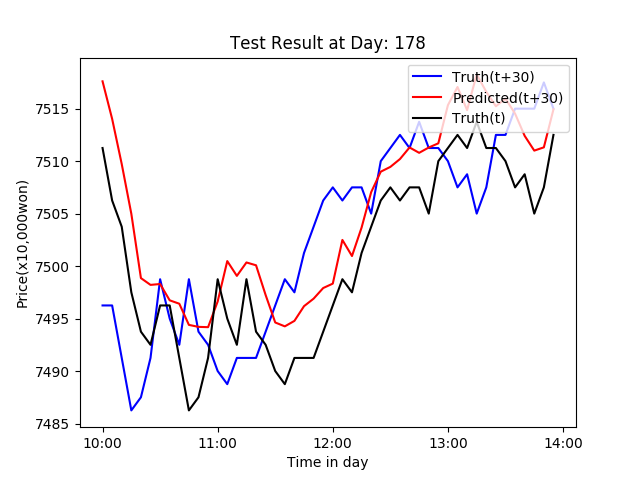 Test Result at Day: 178
Truth(t+30)
Predicted(t+30)
Truth(t)
7515
7510
7505
7500
7495
7490
7485
Price(x10,000won)
10:00 11:00 12:00 13:00 14:00
Time in day